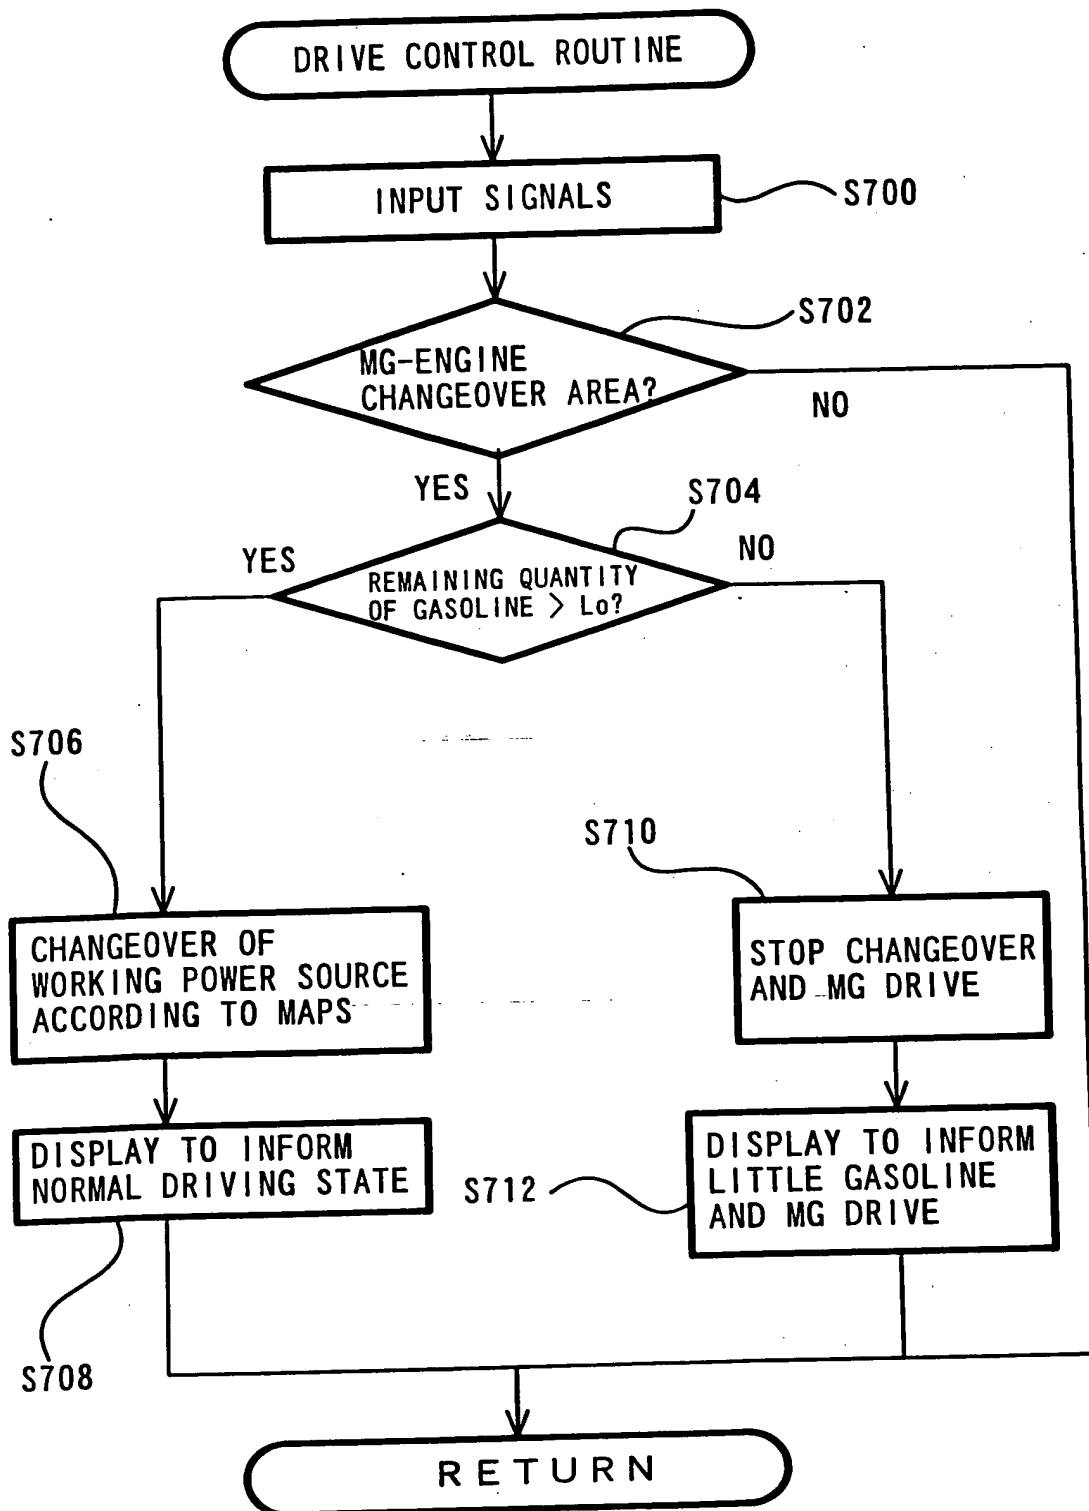 DRIVE CONTROL ROUTINE
INPUT SIGNALS
S700
S702
MG-ENGINE
CHANGEOVER AREA?
NO
YES
S704
YES
NO
REMAINING QUANTITY
OF GASOLINE > Lo?
S706
S710
CHANGEOVER OF
WORKING POWER SOURCE
ACCORDING TO MAPS
STOP CHANGEOVER
AND MG DRIVE
DISPLAY TO INFORM
NORMAL DRIVING STATE
S712
DISPLAY TO INFORM
LITTLE GASOLINE
AND MG DRIVE
S708
RETURN